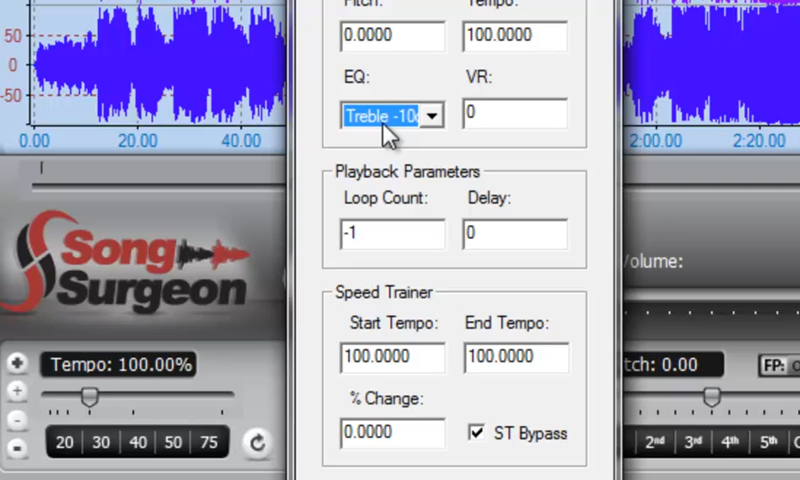 Pitch:
Tempo:
50
0
-50
0.0000
100.0000
EQ:
VR:
Treble -10
0
0.00
20.00
40.00
2:00.00
2:20.00
Playback Parameters
Loop Count:
Delay:
-1
0
Song
Surgeon
Volume:
Speed Trainer
Start Tempo:
End Tempo:
100.0000
100.0000
Tempo: 100.00%
tch: 0.00
FP:
% Change:
0.0000
ST Bypass
20 30 40 50 75
2nd 3rd 4th 5th